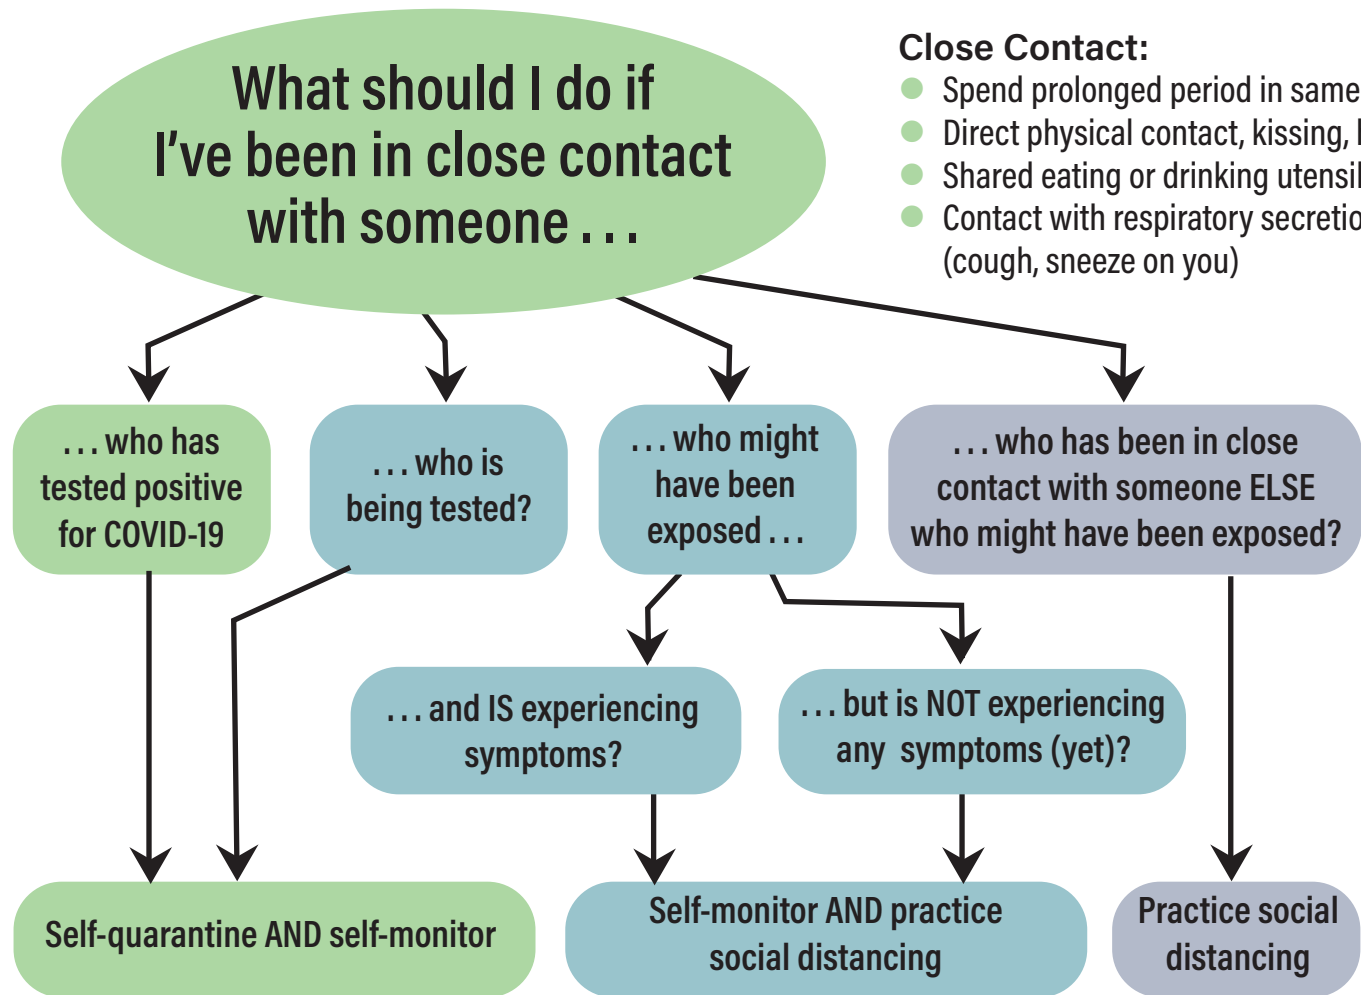 What should I do if
I've been in close contact
with someone . . .
Close Contact:
Spend prolonged period in same
Direct physical contact, kissing,
Shared eating or drinking
Contact with respiratory
(cough, sneeze on you)
. . . who has
tested positive
for COVID-19
. . . who is
being tested?
. . . who might
have been
exposed . . .
. . . who has been in close
contact with someone ELSE
who might have been exposed?
. . . and IS experiencing
symptoms?
. . . but is NOT experiencing
any symptoms (yet)?
Self-quarantine AND self-monitor
Self-monitor AND practice
social distancing
Practice social
distancing